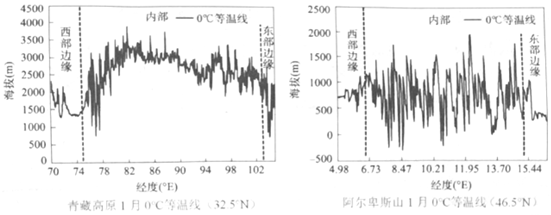 内部 — 0℃等温线
西部边缘
东部边缘
海拔(m)
4000
3500
3000
2500
2000
1500
1000
500
0
70 74 78 82 86 90 94 98 102
经度(°E)
青藏高原1月0℃等温线(32.5°N)
内部 — 0℃等温线
西部边缘
东部边缘
海拔(m)
2500
2000
1500
1000
500
0
−500
4.98 6.73 8.47 10.21 11.95 13.70 15.44
经度(°E)
阿尔卑斯山1月0℃等温线(46.5°N)